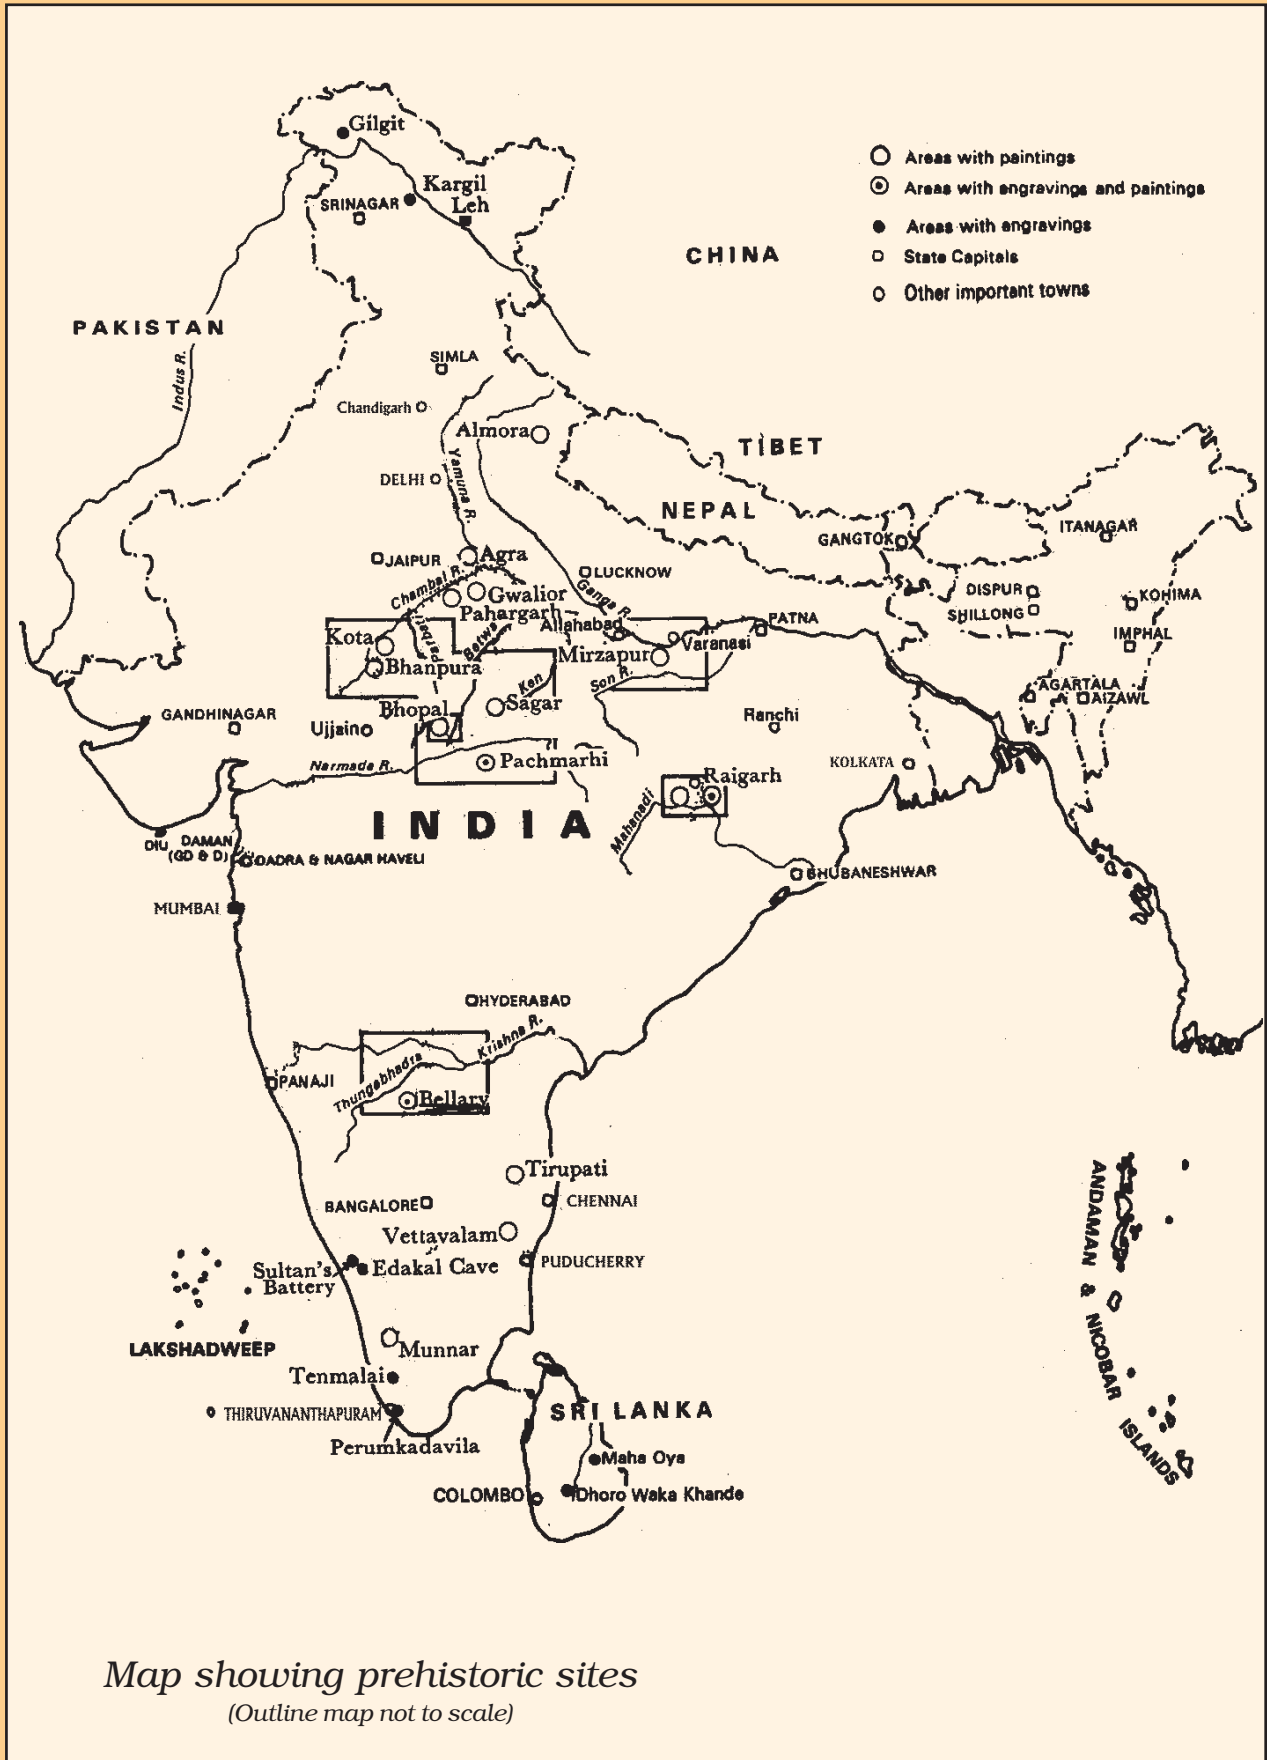 Gilgit
Kargil
Leh
SRINAGAR
Areas with paintings
Areas with engravings and paintings
Areas with engravings
State Capitals
Other important towns
CHINA
PAKISTAN
Indus R.
SIMLA
Chandigarh
Almora
TIBET
DELHI
Yamuna R.
NEPAL
GANGTOK
ITANAGAR
JAIPUR
Agra
LUCKNOW
Chambal R.
Gwalior
Ganga R.
DISPUR
KOHIMA
SHILLONG
Pahargarh
Allahabad
PATNA
IMPHAL
Kota
Parbati
Betwa
Varanasi
Bhanpura
Mirzapur
Ken
Son R.
AGARTALA
AIZAWL
Bhopal
Sagar
GANDHINAGAR
Ujjain
Ranchi
Narmada R.
Pachmarhi
KOLKATA
Raigarh
Mahanadi
INDIA
DIU
DAMAN
(GD & D)
DADRA & NAGAR HAVELI
BHUBANESHWAR
MUMBAI
HYDERABAD
Krishna R.
Thungabhadra
PANAJI
Bellary
Tirupati
BANGALORE
CHENNAI
Vettavalam
Sultan's
Battery
Edakal Cave
PUDUCHERRY
LAKSHADWEEP
Munnar
Tenmalai
THIRUVANANTHAPURAM
Perumkadavila
SRI LANKA
Maha Oya
COLOMBO
Dhoro Waka Khande
ANDAMAN & NICOBAR ISLANDS
Map showing prehistoric sites
(Outline map not to scale)